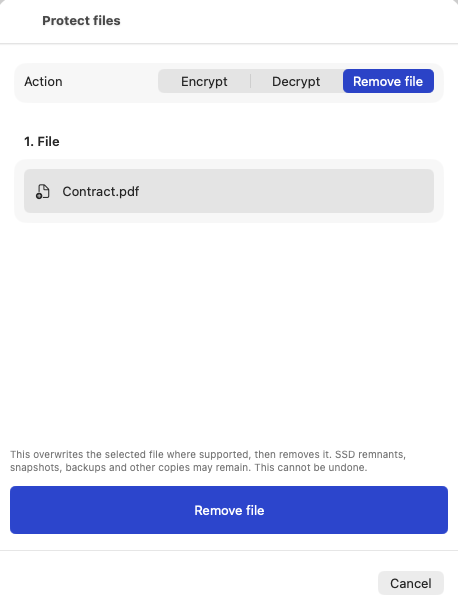 Protect files
Action
Encrypt
Decrypt
Remove file
1. File
Contract.pdf
This overwrites the selected file where supported, then removes it. SSD remnants,
snapshots, backups and other copies may remain. This cannot be undone.
Remove file
Cancel